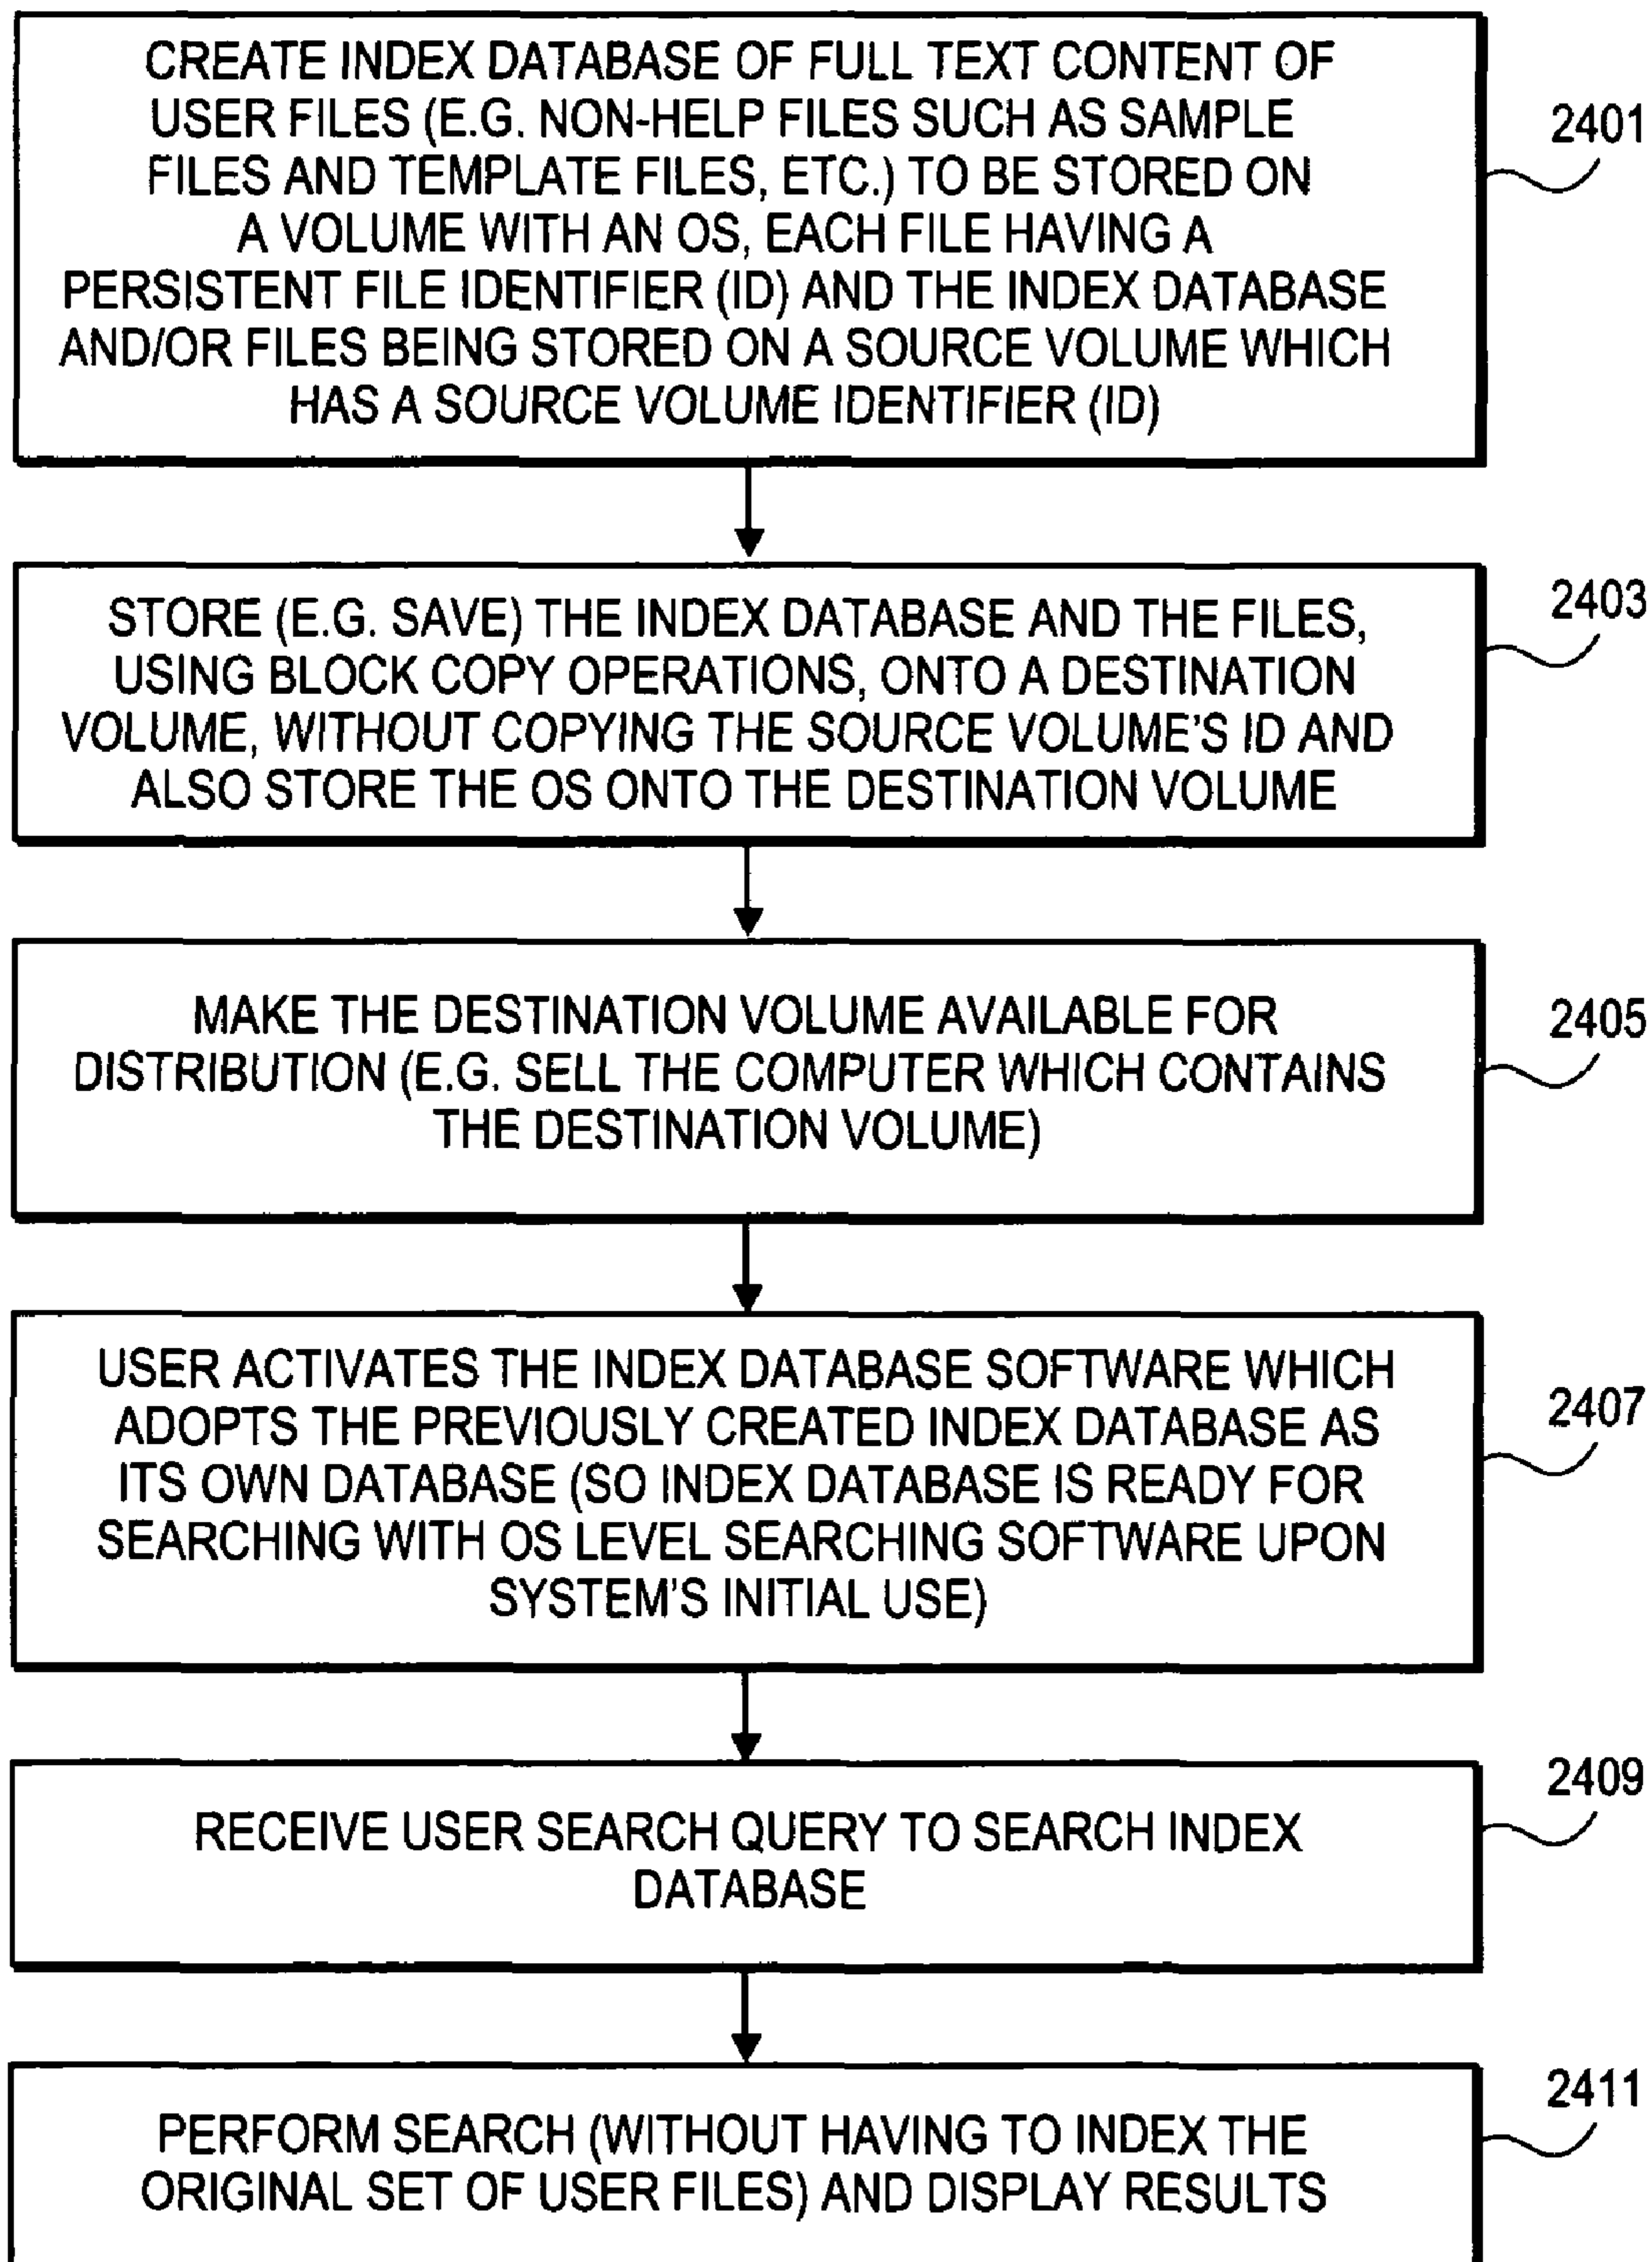 CREATE INDEX DATABASE OF FULL TEXT CONTENT OF
USER FILES (E.G. NON-HELP FILES SUCH AS SAMPLE
FILES AND TEMPLATE FILES, ETC.) TO BE STORED ON
A VOLUME WITH AN OS, EACH FILE HAVING A
PERSISTENT FILE IDENTIFIER (ID) AND THE INDEX DATABASE
AND/OR FILES BEING STORED ON A SOURCE VOLUME WHICH
HAS A SOURCE VOLUME IDENTIFIER (ID)
2401
STORE (E.G. SAVE) THE INDEX DATABASE AND THE FILES,
USING BLOCK COPY OPERATIONS, ONTO A DESTINATION
VOLUME, WITHOUT COPYING THE SOURCE VOLUME'S ID AND
ALSO STORE THE OS ONTO THE DESTINATION VOLUME
2403
MAKE THE DESTINATION VOLUME AVAILABLE FOR
DISTRIBUTION (E.G. SELL THE COMPUTER WHICH CONTAINS
THE DESTINATION VOLUME)
2405
USER ACTIVATES THE INDEX DATABASE SOFTWARE WHICH
ADOPTS THE PREVIOUSLY CREATED INDEX DATABASE AS
ITS OWN DATABASE (SO INDEX DATABASE IS READY FOR
SEARCHING WITH OS LEVEL SEARCHING SOFTWARE UPON
SYSTEM'S INITIAL USE)
2407
RECEIVE USER SEARCH QUERY TO SEARCH INDEX
DATABASE
2409
PERFORM SEARCH (WITHOUT HAVING TO INDEX THE
ORIGINAL SET OF USER FILES) AND DISPLAY RESULTS
2411